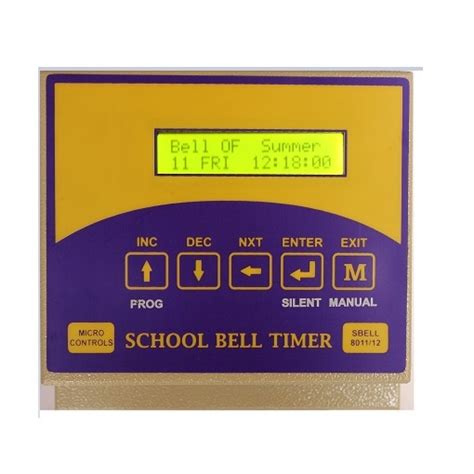 Bell OF Summer
11 FRI 12:18:00
INC DEC NXT ENTER EXIT
M
PROG SILENT MANUAL
MICRO CONTROLS
SCHOOL BELL TIMER
SBELL 8011/12